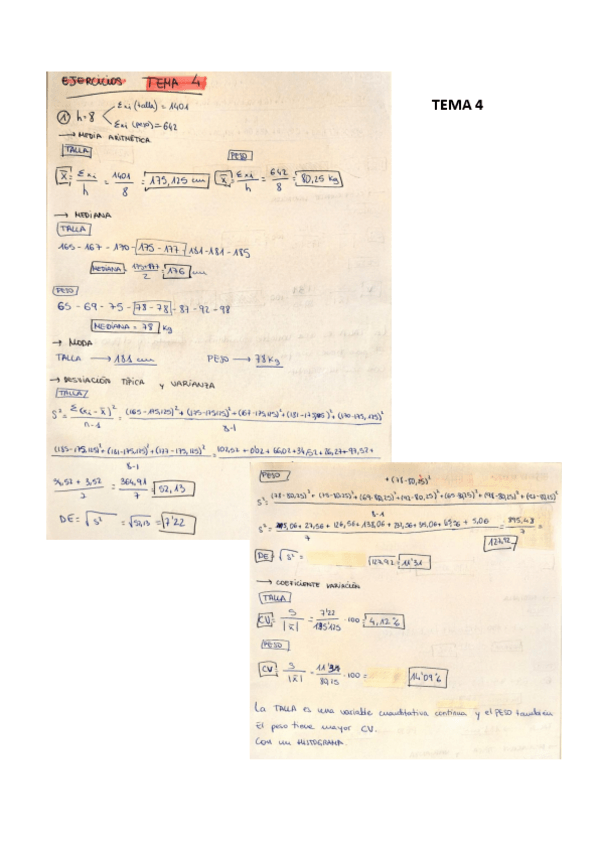 TEMA 4
EJERCICIOS TEMA 4
① n=8 Σxi (talla) = 1401
Σxi (peso) = 642
→ MEDIA ARITMÉTICA
TALLA
PESO
x̄ = Σxi / n = 1401 / 8 = 175,125 cm
x̄ = Σxi / n = 642 / 8 = 80,25 Kg
→ MEDIANA
TALLA
165 - 167 - 170 - 175 - 177 - 181 - 181 - 185
MEDIANA = 175+177 / 2 = 176 cm
PESO
65 - 69 - 75 - 78 - 78 - 87 - 92 - 98
MEDIANA = 78 Kg
→ MODA
TALLA → 181 cm PESO → 78 Kg
→ DESVIACIÓN TÍPICA y VARIANZA
TALLA
S² = Σ(xi - x̄)² / n-1 = (165-175,125)² + (175-175,125)² + (167-175,125)² + (181-175,125)² + (170-175,125)²
8-1
(185-175,125)² + (181-175,125)² + (177-175,125)² = 102,52 + 0,02 + 66,02 + 34,52 + 26,27 + 97,52 +
8-1
34,52 + 3,52 / 7 = 364,91 / 7 = 52,13
DE = √S² = √52,13 = 7'22
PESO
+ (78-80,25)²
S² = (78-80,25)² + (75-80,25)² + (69-80,25)² + (92-80,25)² + (65-80,25)² + (98-80,25)² + (87-80,25)²
8-1
S² = 5,06 + 27,56 + 126,56 + 138,06 + 232,56 + 315,06 + + 5,06 = 895,48 =
7 7
127,92
DE = √S² = √127,92 = 11'31
→ COEFICIENTE VARIACIÓN
TALLA
CV = S / |x̄| = 7'22 / 175'125 · 100 = 4,12 %
PESO
CV = S / |x̄| = 11'31 / 80,25 · 100 = 14'09 %
La TALLA es una variable cuantitativa continua y el PESO también
El peso tiene mayor CV.
Con un HISTOGRAMA.